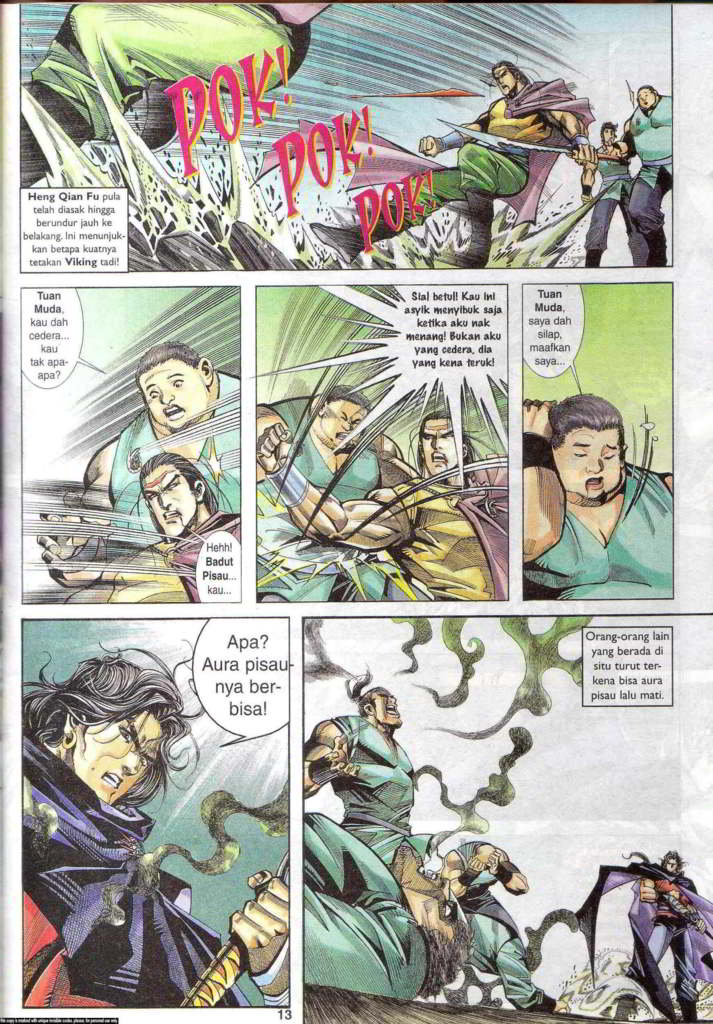 POK!
POK!
POK!
Heng Qian Fu pula
telah diasak hingga
berundur jauh ke
belakang. Ini menunjuk-
kan betapa kuatnya
tetakan Viking tadi!
Tuan
Muda,
kau dah
cedera...
kau
tak apa-
apa?
Hehh!
Badut
Pisau...
kau...
Sial betul! Kau ini
asyik menyibuk saja
ketika aku nak
menang! Bukan aku
yang cedera, dia
yang kena teruk!
Tuan
Muda,
saya dah
silap,
maafkan
saya...
Apa?
Aura pisau-
nya ber-
bisa!
Orang-orang lain
yang berada di
situ turut ter-
kena bisa aura
pisau lalu mati.
13